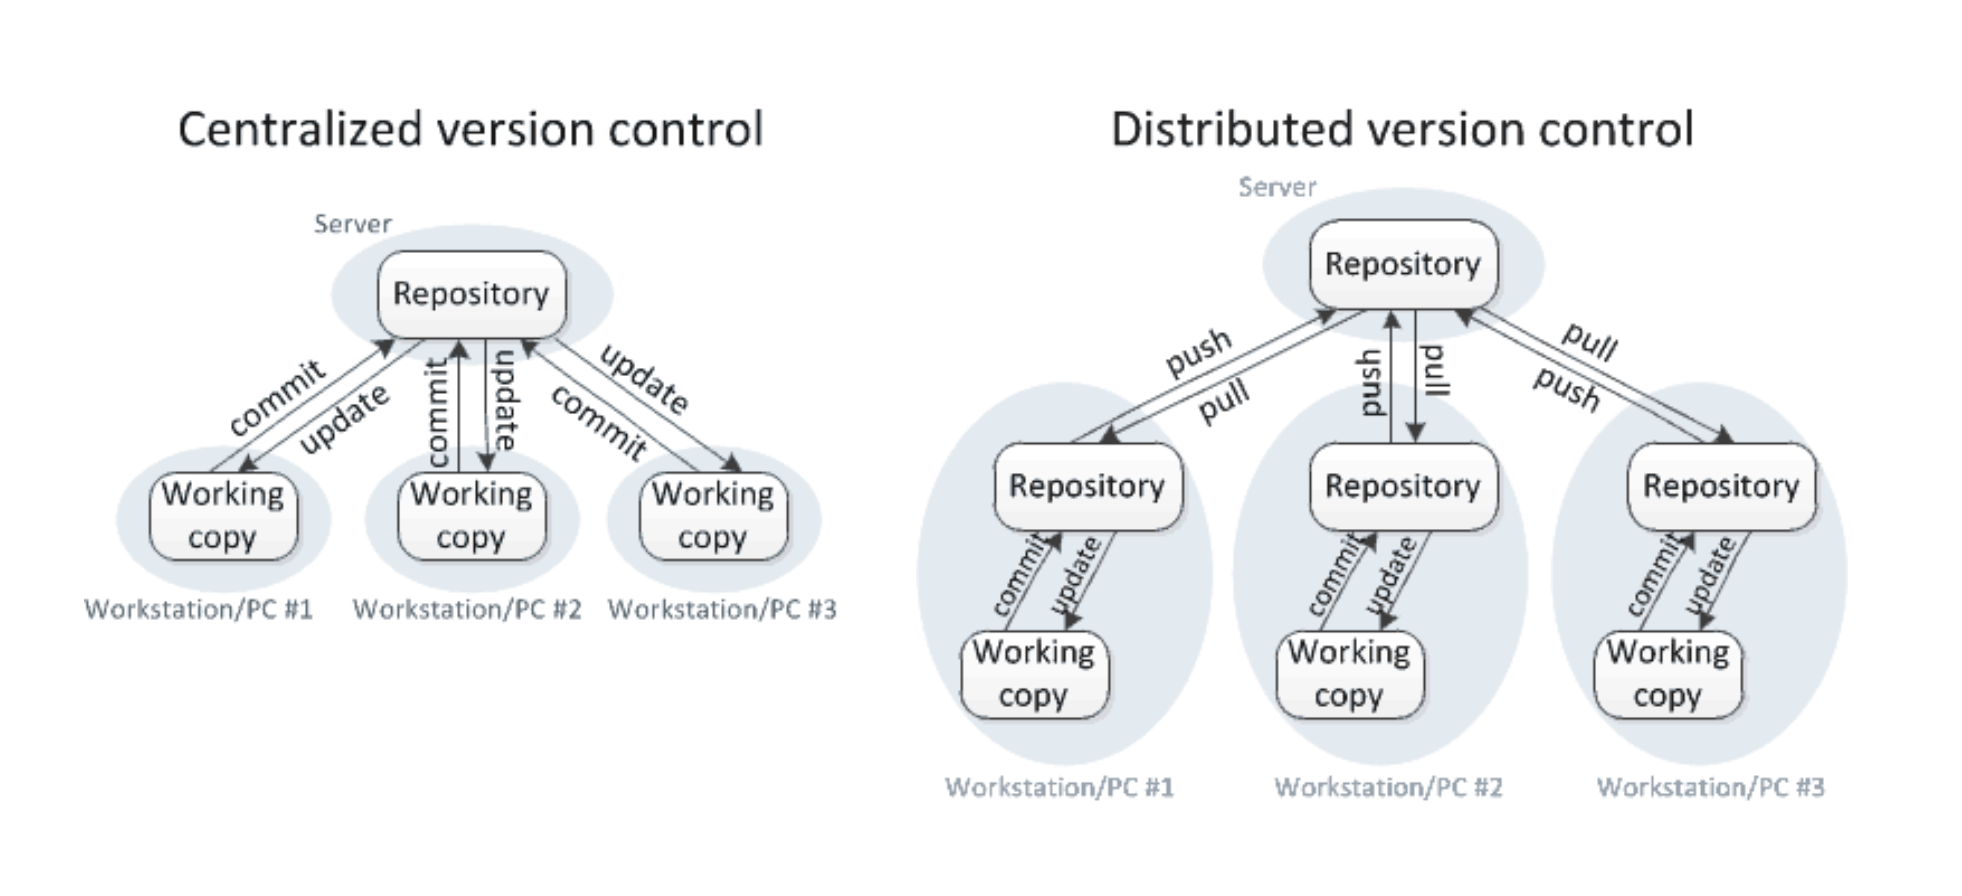 Centralized version control
Server
Repository
commit
update
commit
update
update
commit
Working
copy
Working
copy
Working
copy
Workstation/PC #1
Workstation/PC #2
Workstation/PC #3
Distributed version control
Server
Repository
push
pull
push
pull
pull
push
Repository
Repository
Repository
commit
update
commit
update
commit
update
Working
copy
Working
copy
Working
copy
Workstation/PC #1
Workstation/PC #2
Workstation/PC #3